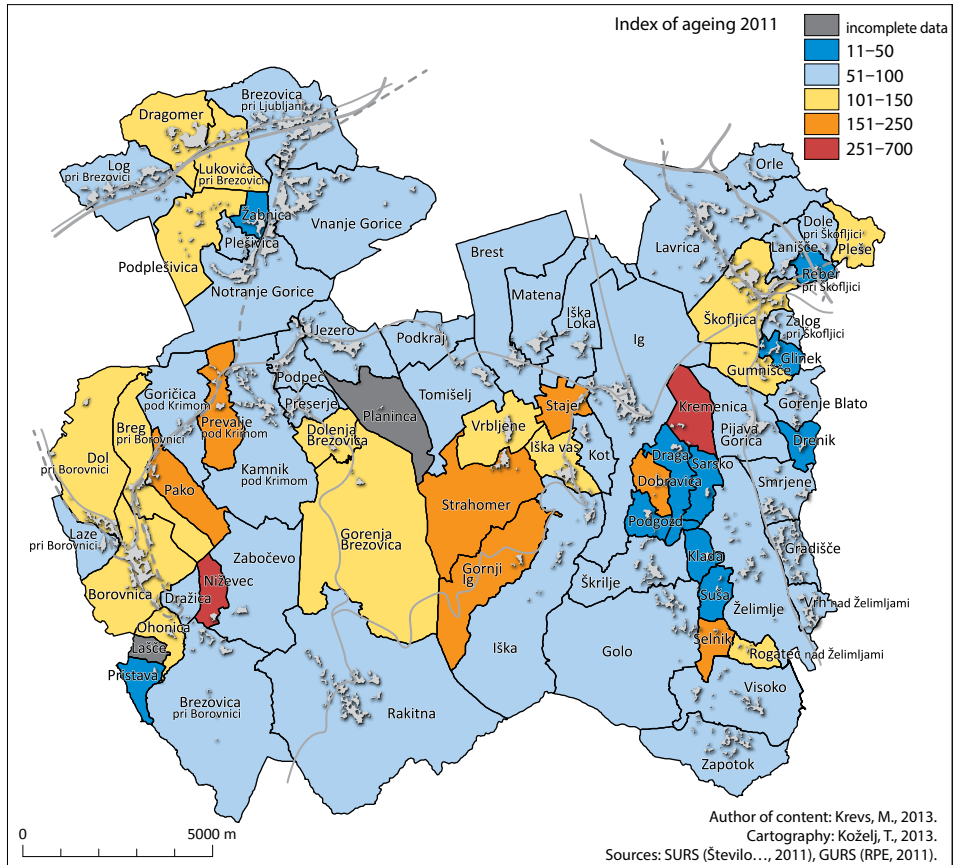 Index of ageing 2011
incomplete data
11–50
51–100
101–150
151–250
251–700
Brezovica
pri Ljubljani
Dragomer
Log
pri Brezovici
Lukovica
pri Brezovici
Žabnica
Plešivica
Vnanje Gorice
Podplešivica
Notranje Gorice
Orle
Dole
pri Škofljici
Lavrica
Lanišče
Pleše
Reber
pri Škofljici
Brest
Matena
Iška
Loka
Ig
Škofljica
Zalog
pri Škofljici
Glinek
Gumnišče
Jezero
Podkraj
Podpeč
Goričica
pod Krimom
Preserje
Planinca
Tomišelj
Staje
Kremenica
Gorenje Blato
Prevalje
pod Krimom
Dolenja
Brezovica
Vrbljene
Iška vas
Pijava
Gorica
Drenik
Breg
pri Borovnici
Dol
pri Borovnici
Kot
Draga
Sarsko
Dobravica
Smrjene
Kamnik
pod Krimom
Pako
Strahomer
Podgozd
Laze
pri Borovnici
Gorenja
Brezovica
Gradišče
Zabočevo
Gornji
Ig
Klada
Niževec
Borovnica
Dražica
Škrilje
Suša
Želimlje
Vrh nad Želimljami
Ohonica
Lašče
Iška
Golo
Selnik
Rogatec nad Želimljami
Pristava
Visoko
Brezovica
pri Borovnici
Rakitna
Zapotok
0
5000 m
Author of content: Krevs, M., 2013.
Cartography: Koželj, T., 2013.
Sources: SURS (Število…, 2011), GURS (RPE, 2011).